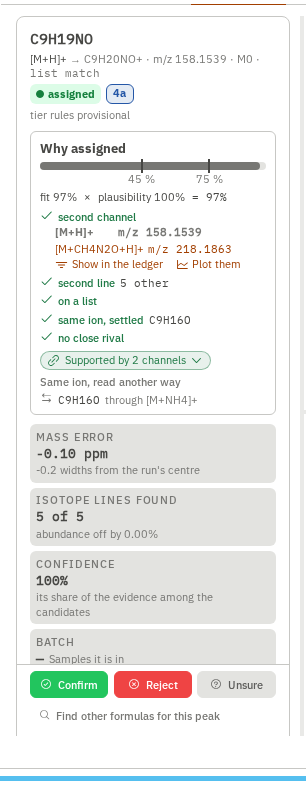 C9H19NO
[M+H]+ → C9H20NO+ · m/z 158.1539 · M0 ·
list match
assigned 4a
tier rules provisional
Why assigned
45 % 75 %
fit 97% × plausibility 100% = 97%
second channel
[M+H]+ m/z 158.1539
[M+CH4N2O+H]+ m/z 218.1863
Show in the ledger Plot them
second line 5 other
on a list
same ion, settled C9H16O
no close rival
Supported by 2 channels
Same ion, read another way
C9H16O through [M+NH4]+
MASS ERROR
-0.10 ppm
-0.2 widths from the run's centre
ISOTOPE LINES FOUND
5 of 5
abundance off by 0.00%
CONFIDENCE
100%
its share of the evidence among the
candidates
BATCH
— Samples it is in
Confirm Reject Unsure
Find other formulas for this peak